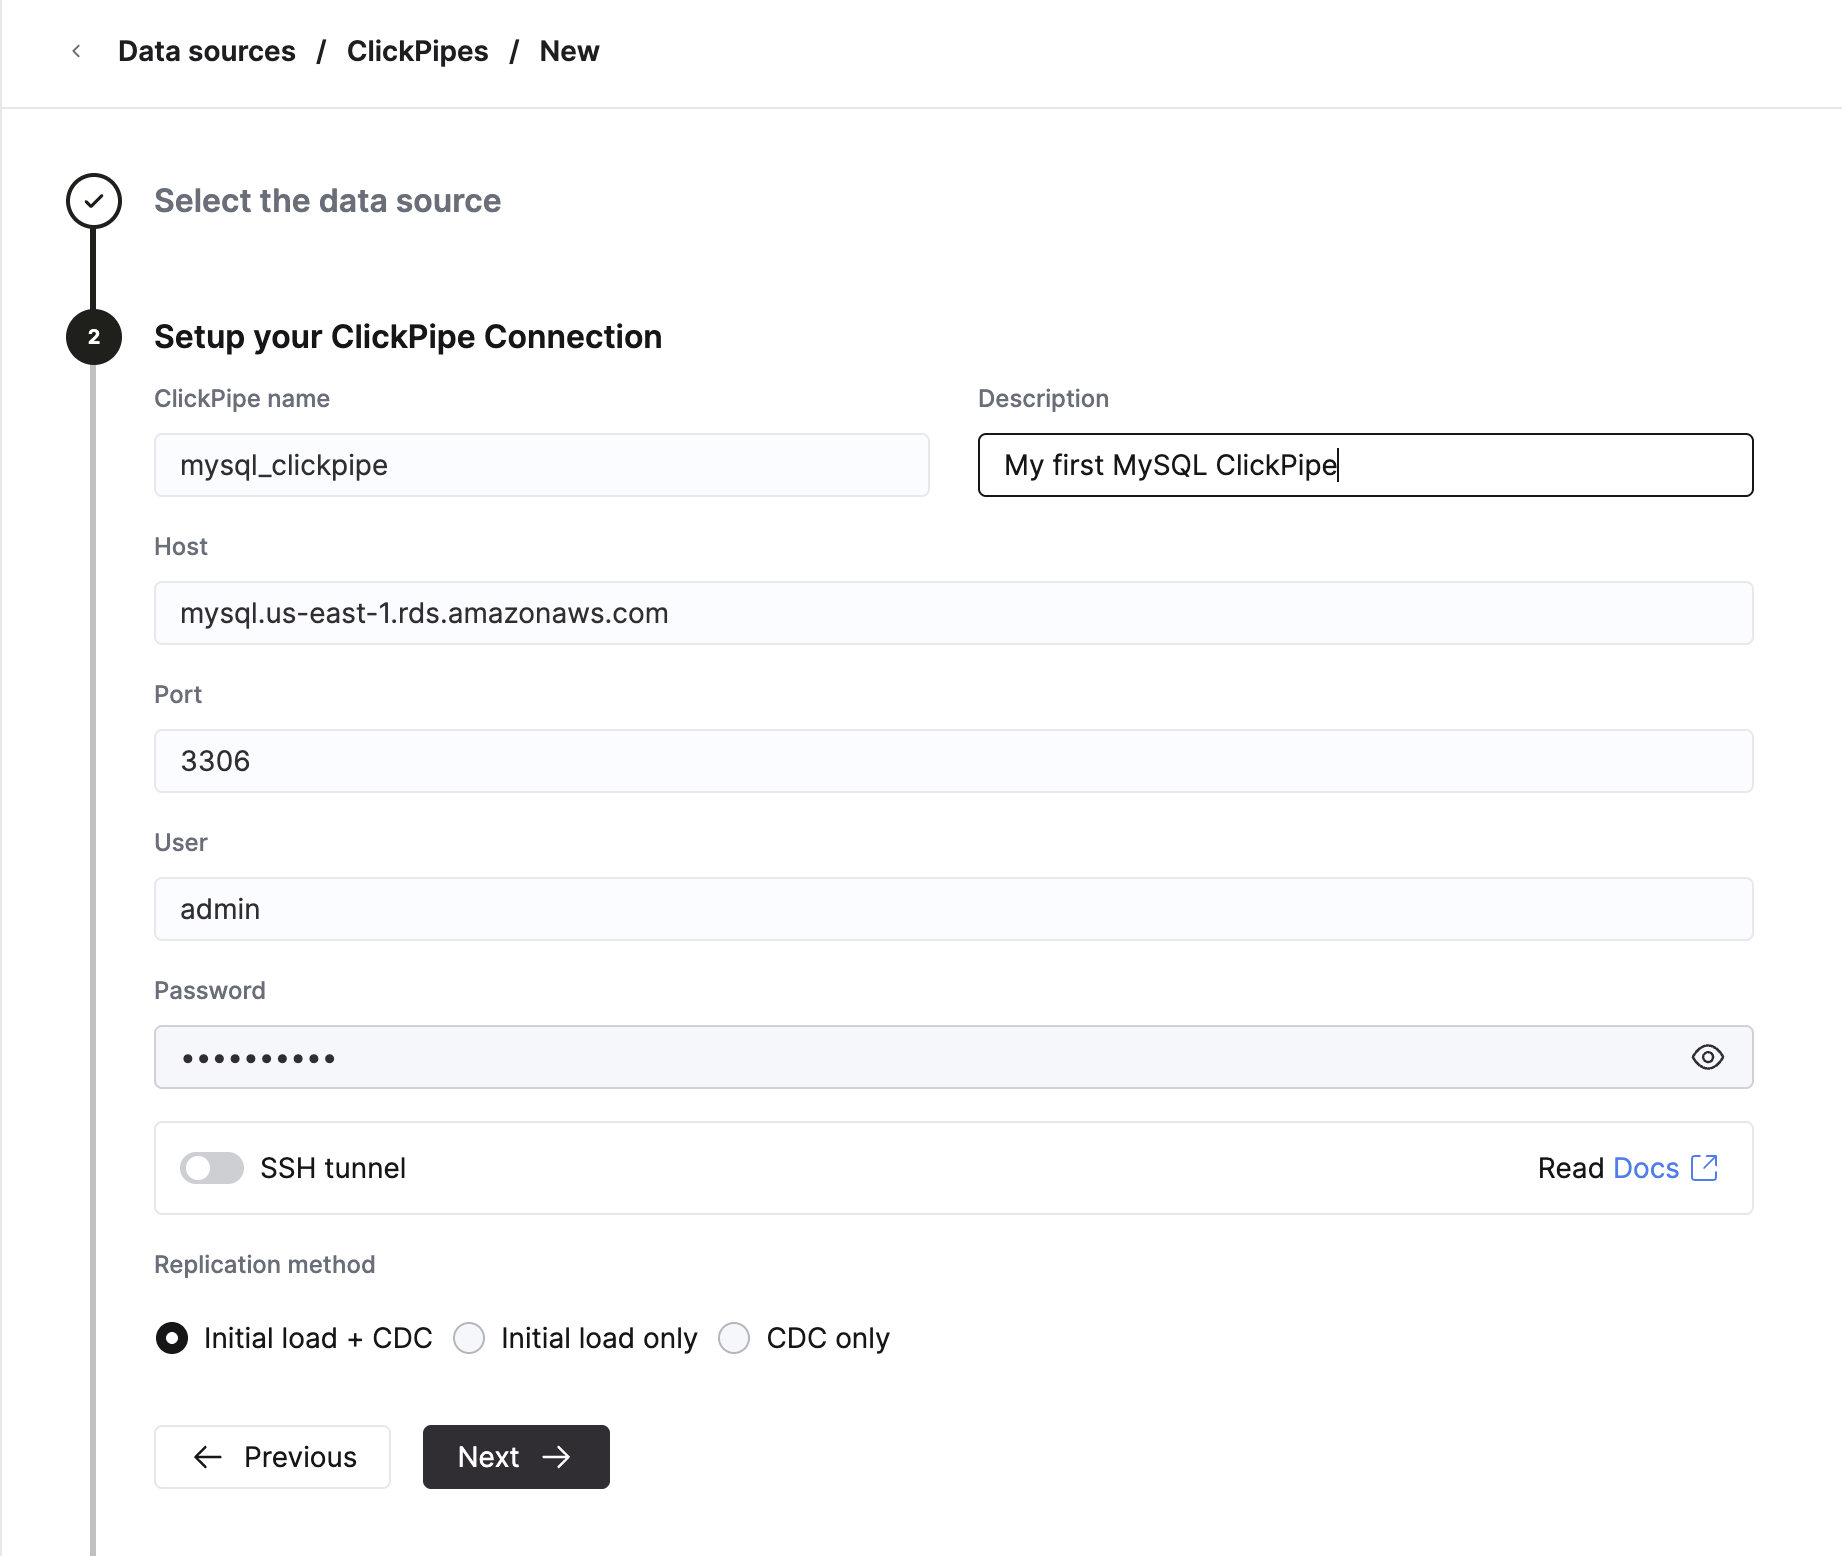 Data sources / ClickPipes / New
Select the data source
2 Setup your ClickPipe Connection
ClickPipe name
mysql_clickpipe
Description
My first MySQL ClickPipe
Host
mysql.us-east-1.rds.amazonaws.com
Port
3306
User
admin
Password
••••••••••
SSH tunnel
Read Docs
Replication method
Initial load + CDC Initial load only CDC only
Previous Next